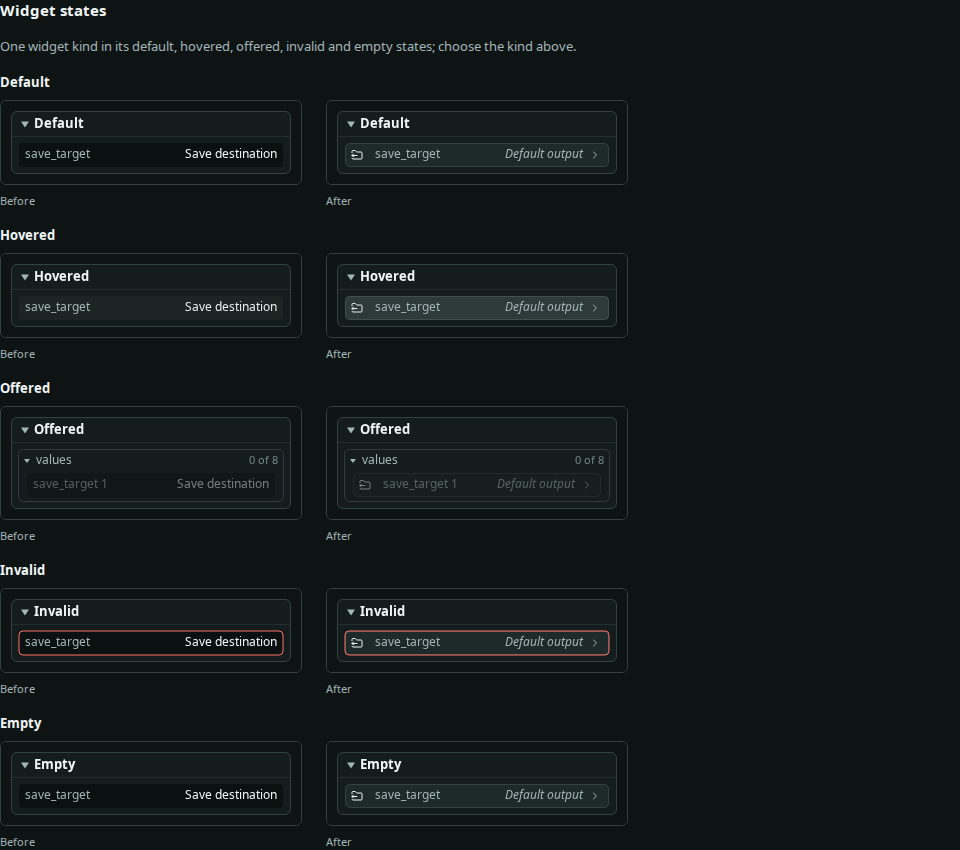 Widget states
One widget kind in its default, hovered, offered, invalid and empty states; choose the kind above.
Default
Default
save_target Save destination
Before
Default
save_target Default output
After
Hovered
Hovered
save_target Save destination
Before
Hovered
save_target Default output
After
Offered
Offered
values 0 of 8
save_target 1 Save destination
Before
Offered
values 0 of 8
save_target 1 Default output
After
Invalid
Invalid
save_target Save destination
Before
Invalid
save_target Default output
After
Empty
Empty
save_target Save destination
Before
Empty
save_target Default output
After